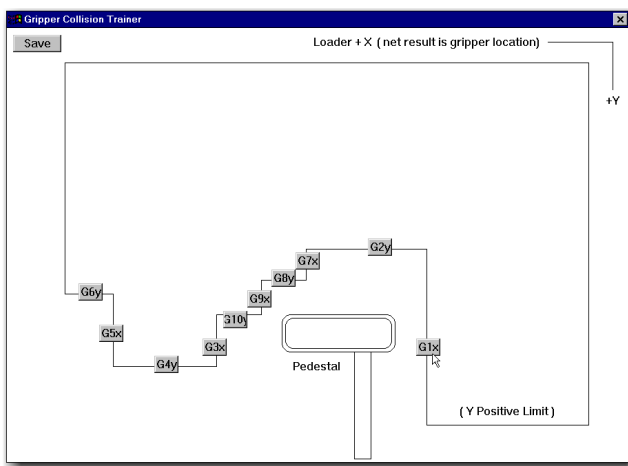 Gripper Collision Trainer
Save
Loader + X ( net result is gripper location)
+Y
G2y
G7x
G8y
G6y
G9x
G10y
G5x
G3x
G1x
G4y
Pedestal
( Y Positive Limit )